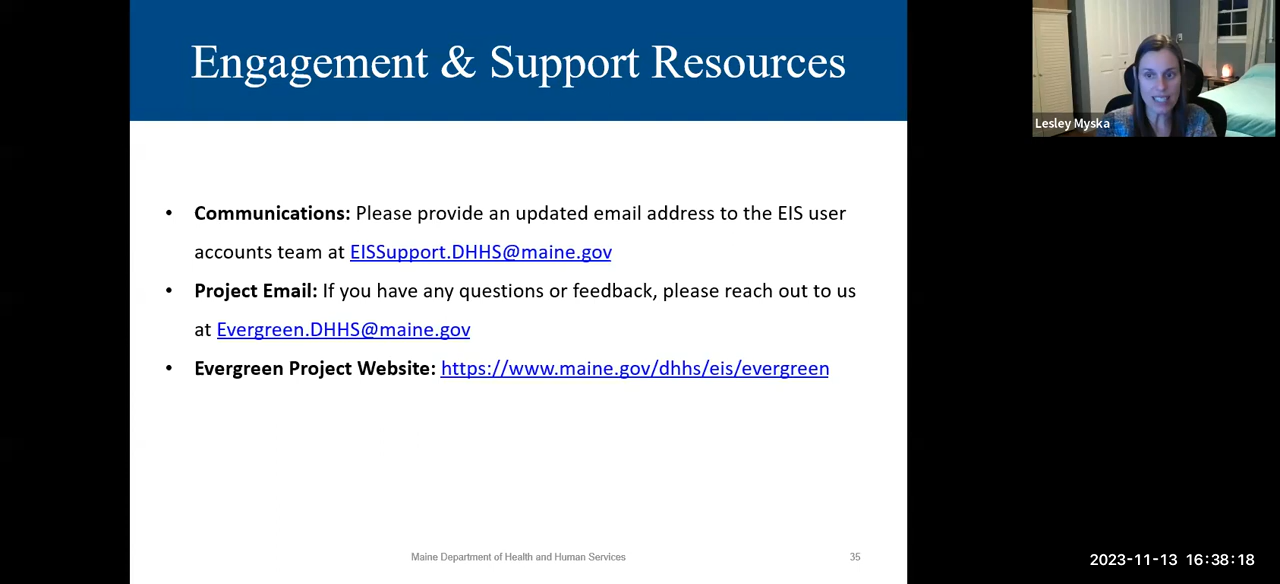 Engagement & Support Resources
Lesley Myska
• Communications: Please provide an updated email address to the EIS user
accounts team at EISSupport.DHHS@maine.gov
• Project Email: If you have any questions or feedback, please reach out to us
at Evergreen.DHHS@maine.gov
• Evergreen Project Website: https://www.maine.gov/dhhs/eis/evergreen
Maine Department of Health and Human Services
35
2023-11-13 16:38:18